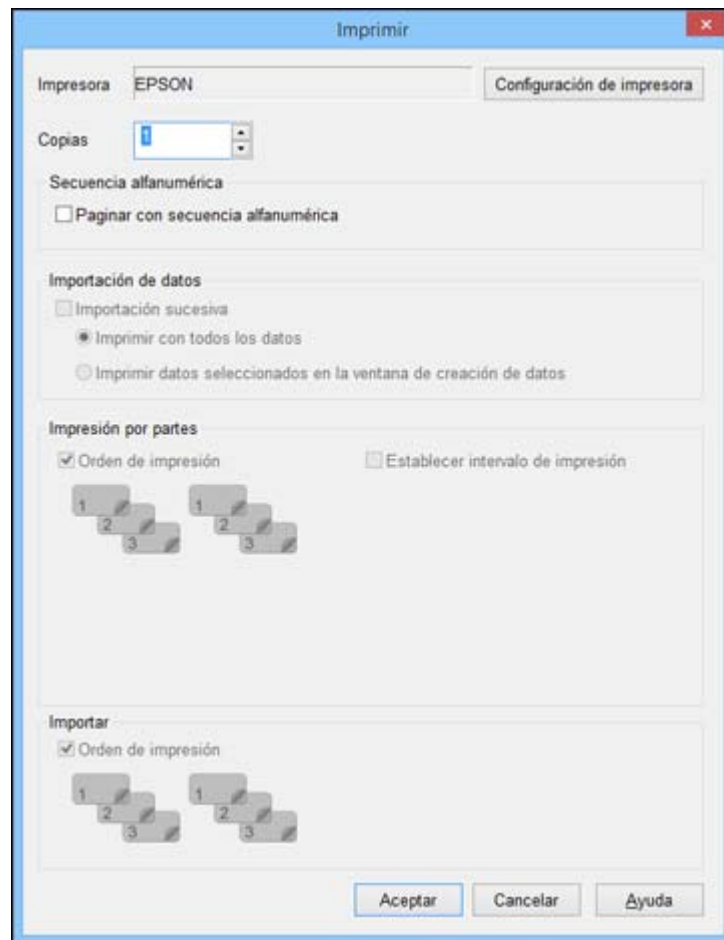 Imprimir
Impresora EPSON Configuración de impresora
Copias 1
Secuencia alfanumérica
Paginar con secuencia alfanumérica
Importación de datos
Importación sucesiva
Imprimir con todos los datos
Imprimir datos seleccionados en la ventana de creación de datos
Impresión por partes
Orden de impresión Establecer intervalo de impresión
1 1
2 2
3 3
Importar
Orden de impresión
1 1
2 2
3 3
Aceptar Cancelar Ayuda